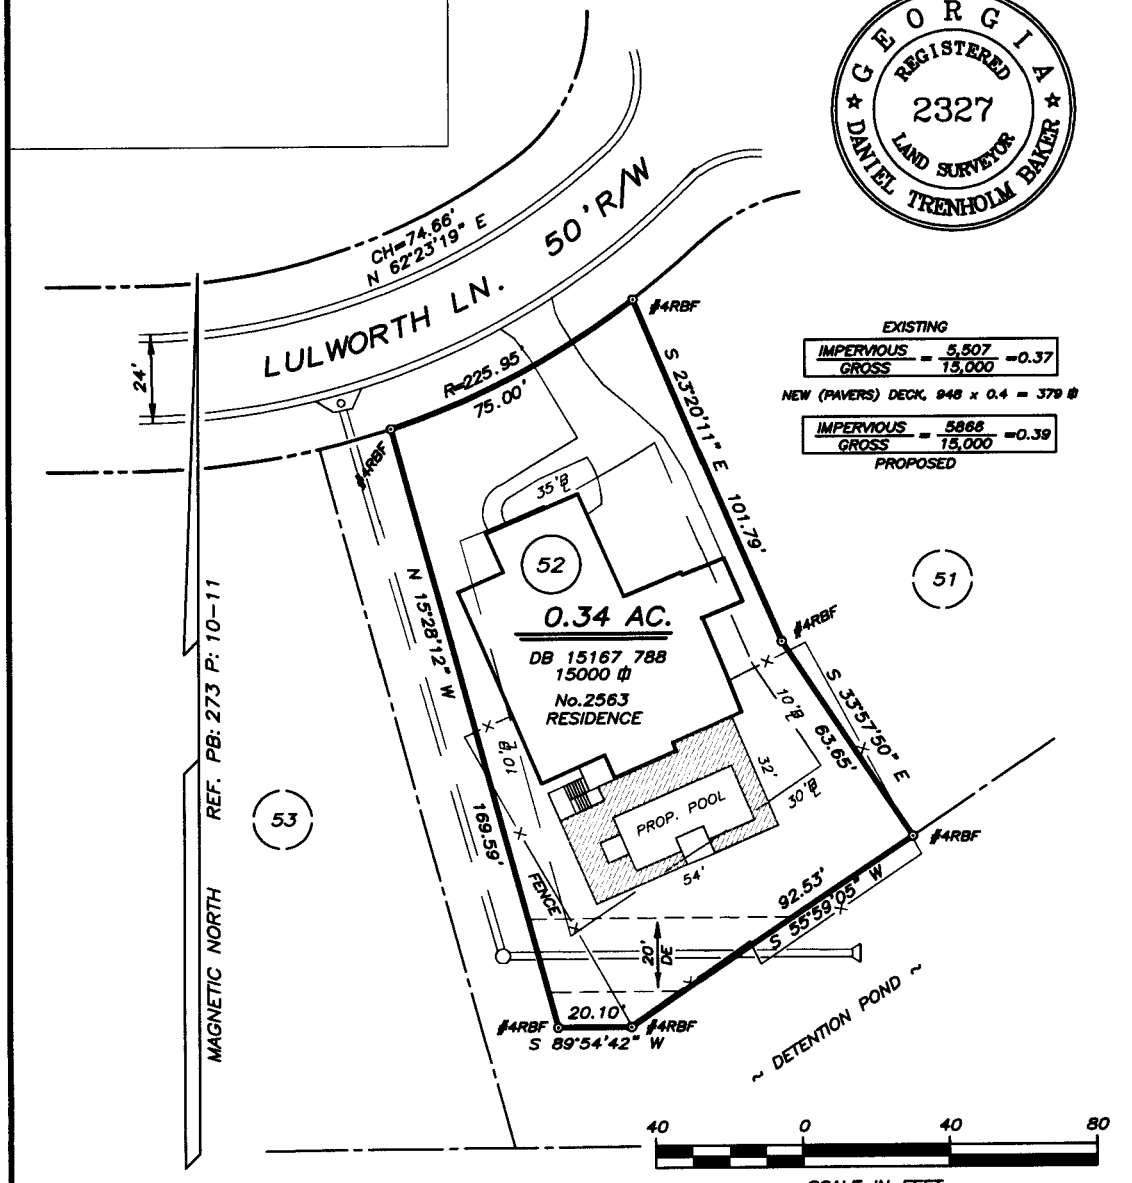 GEORGIA
REGISTERED
2327
LAND SURVEYOR
DANIEL TRENHOLM BAKER
CH=74.66'
N 62°23'19" E
50' R/W
LULWORTH LN.
24'
R=225.95
75.00'
#4RBF
#4RBF
EXISTING
IMPERVIOUS = 5,507 =0.37
GROSS 15,000
NEW (PAVERS) DECK, 948 x 0.4 = 379
IMPERVIOUS = 5866 =0.39
GROSS 15,000
PROPOSED
S 23°20'11" E 101.79'
35' BL
52
0.34 AC.
DB 15167 788
15000
No.2563
RESIDENCE
51
#4RBF
N 15°28'12" W
169.59'
10' BL
10' BL
S 33°57'50" E
63.65'
32'
30' BL
PROP. POOL
54'
53
FENCE
#4RBF
92.53'
S 55°59'05" W
20'
DE
20.10'
#4RBF
#4RBF
S 89°54'42" W
~ DETENTION POND ~
MAGNETIC NORTH REF. PB: 273 P: 10-11
40 0 40 80
SCALE IN FEET